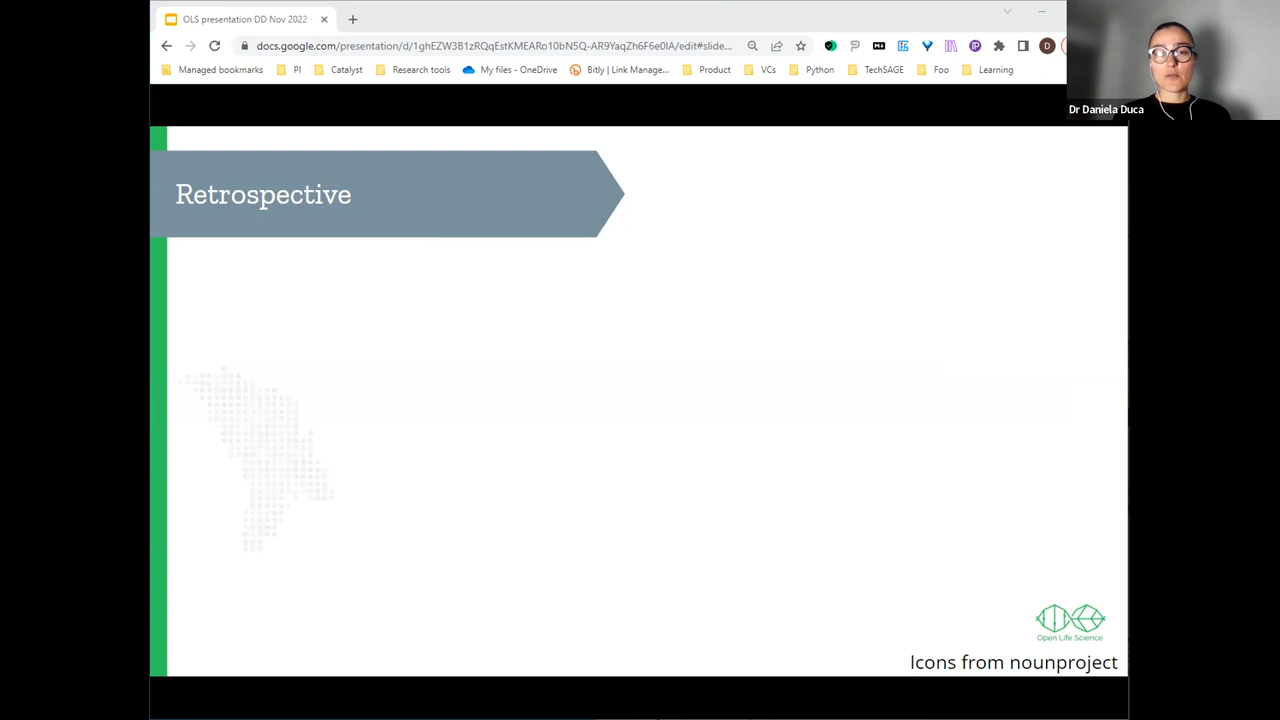 OLS presentation DD Nov 2022 -
docs.google.com/presentation/d/1ghEZW3B1zRQqEstKMEARo10bN5Q-AR9YaqZh6F6e0IA/edit#slide...
D
Managed bookmarks PI Catalyst Research tools My files - OneDrive Bitly | Link Manage... Product VCs Python TechSAGE Foo Learning
Dr Daniela Duca
Retrospective
Open Life Science
Icons from nounproject